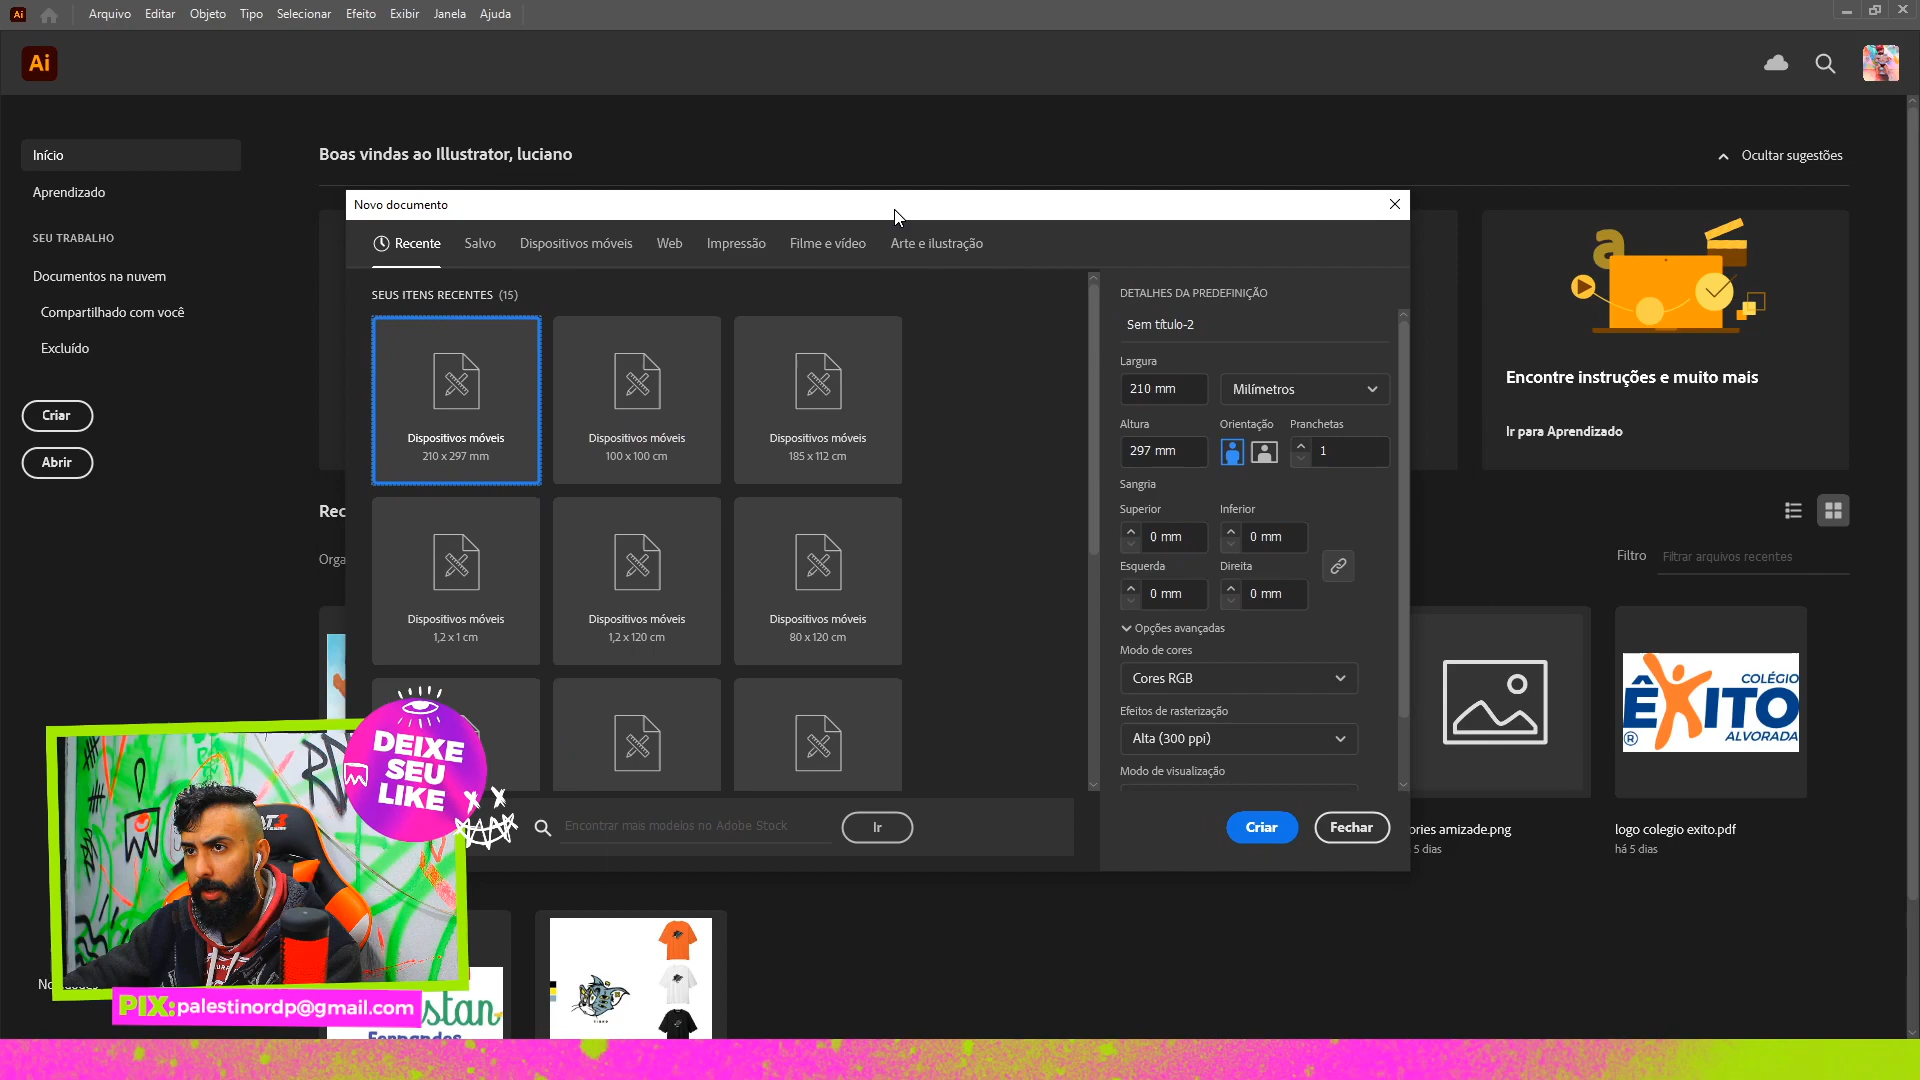 Ai
Arquivo Editar Objeto Tipo Selecionar Efeito Exibir Janela Ajuda
Ai
Início
Aprendizado
SEU TRABALHO
Documentos na nuvem
Compartilhado com você
Excluído
Criar
Abrir
Boas vindas ao Illustrator, luciano
Ocultar sugestões
Novo documento
Recente Salvo Dispositivos móveis Web Impressão Filme e vídeo Arte e ilustração
SEUS ITENS RECENTES (15)
Dispositivos móveis
210 x 297 mm
Dispositivos móveis
100 x 100 cm
Dispositivos móveis
185 x 112 cm
Dispositivos móveis
1,2 x 1 cm
Dispositivos móveis
1,2 x 120 cm
Dispositivos móveis
80 x 120 cm
Encontrar mais modelos no Adobe Stock
Ir
DETALHES DA PREDEFINIÇÃO
Sem título-2
Largura
210 mm Milímetros
Altura Orientação Pranchetas
297 mm 1
Sangria
Superior Inferior
0 mm 0 mm
Esquerda Direita
0 mm 0 mm
Opções avançadas
Modo de cores
Cores RGB
Efeitos de rasterização
Alta (300 ppi)
Modo de visualização
Criar Fechar
a
Encontre instruções e muito mais
Ir para Aprendizado
Rec
Orga
Filtro Filtrar arquivos recentes
COLÉGIO
ÊXITO
® ALVORADA
ories amizade.png
5 dias
logo colegio exito.pdf
há 5 dias
DEIXE
SEU
LIKE
PIX:palestinordp@gmail.com
stan
Fernandes